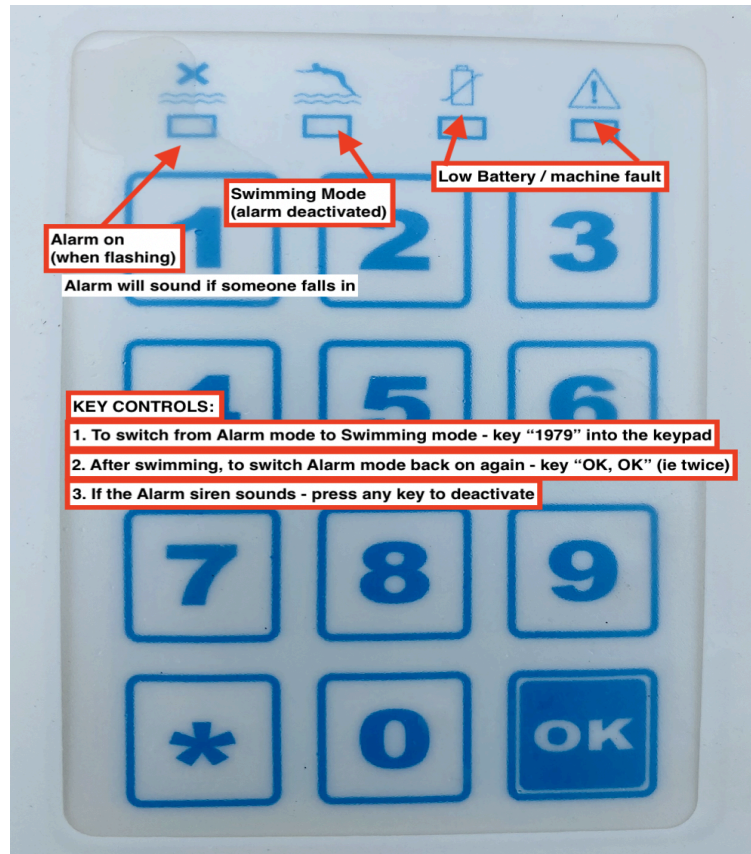 Low Battery / machine fault
Swimming Mode
(alarm deactivated)
Alarm on
(when flashing)
Alarm will sound if someone falls in
1 2 3
4 5 6
KEY CONTROLS:
1. To switch from Alarm mode to Swimming mode - key “1979” into the keypad
2. After swimming, to switch Alarm mode back on again - key “OK, OK” (ie twice)
3. If the Alarm siren sounds - press any key to deactivate
7 8 9
* 0 OK